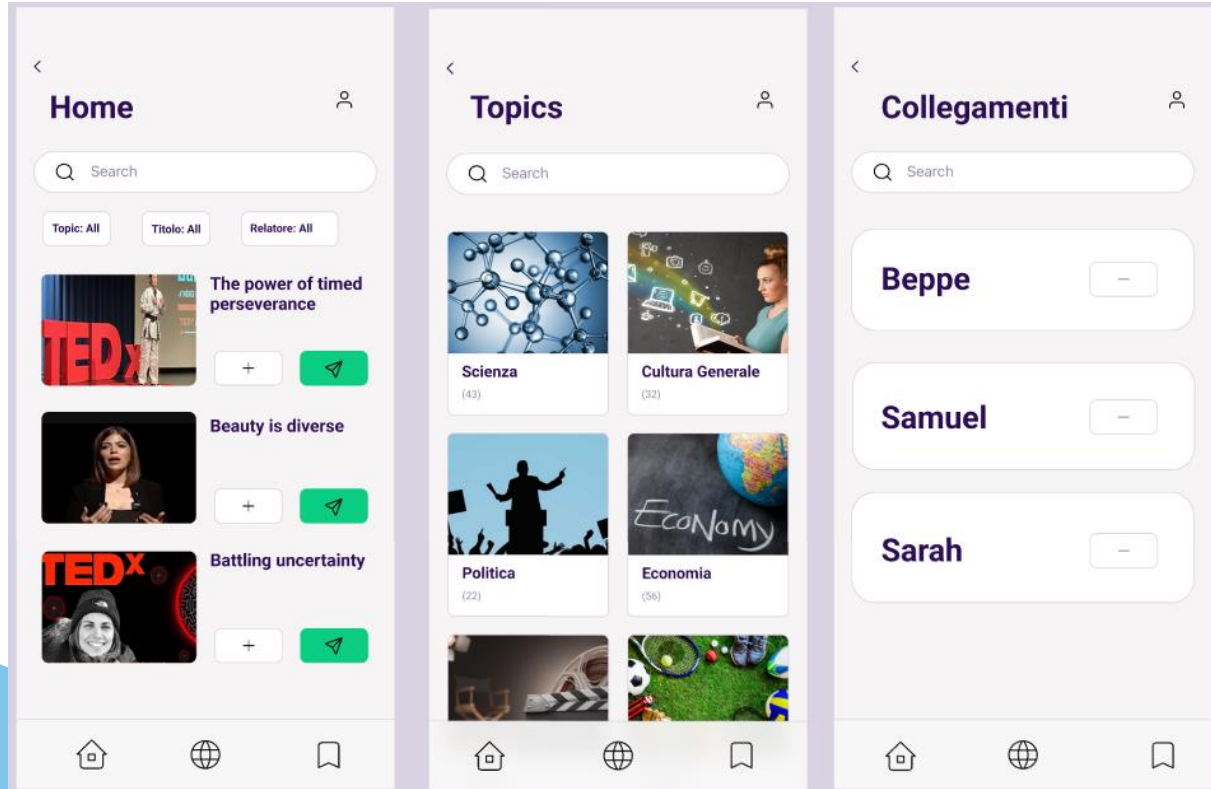 Home
Search
Topic: All
Titolo: All
Relatore: All
TEDx
The power of timed
perseverance
+
Beauty is diverse
+
TEDx
Battling uncertainty
+
Topics
Search
Scienza
(43)
Cultura Generale
(32)
ECONOMY
Politica
(22)
Economia
(56)
Collegamenti
Search
Beppe
−
Samuel
−
Sarah
−